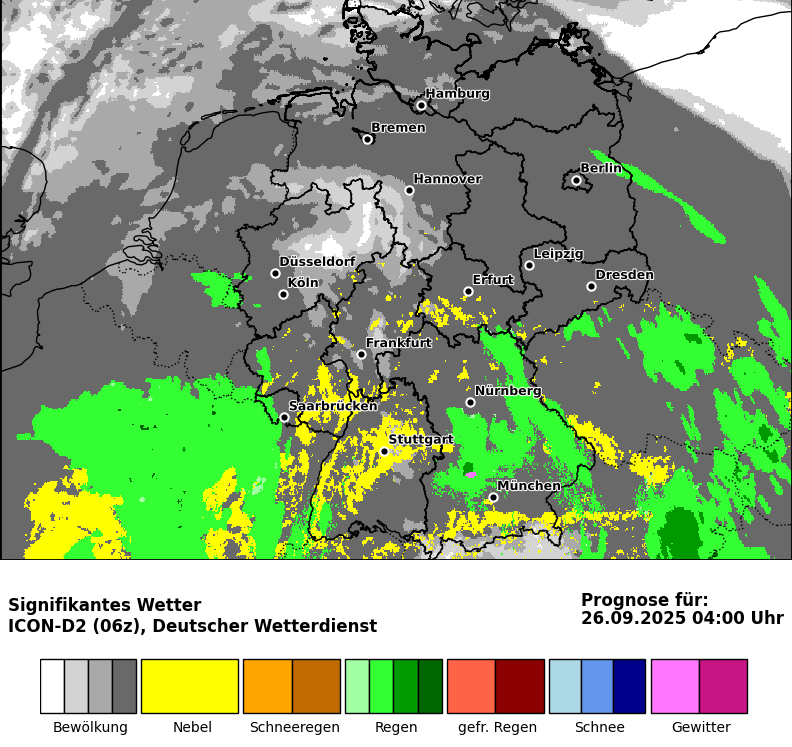 Hamburg
Bremen
Berlin
Hannover
Leipzig
Düsseldorf
Dresden
Köln
Erfurt
Frankfurt
Nürnberg
Saarbrücken
Stuttgart
München
Signifikantes Wetter
ICON-D2 (06z), Deutscher Wetterdienst
Prognose für:
26.09.2025 04:00 Uhr
Bewölkung
Nebel
Schneeregen
Regen
gefr. Regen
Schnee
Gewitter